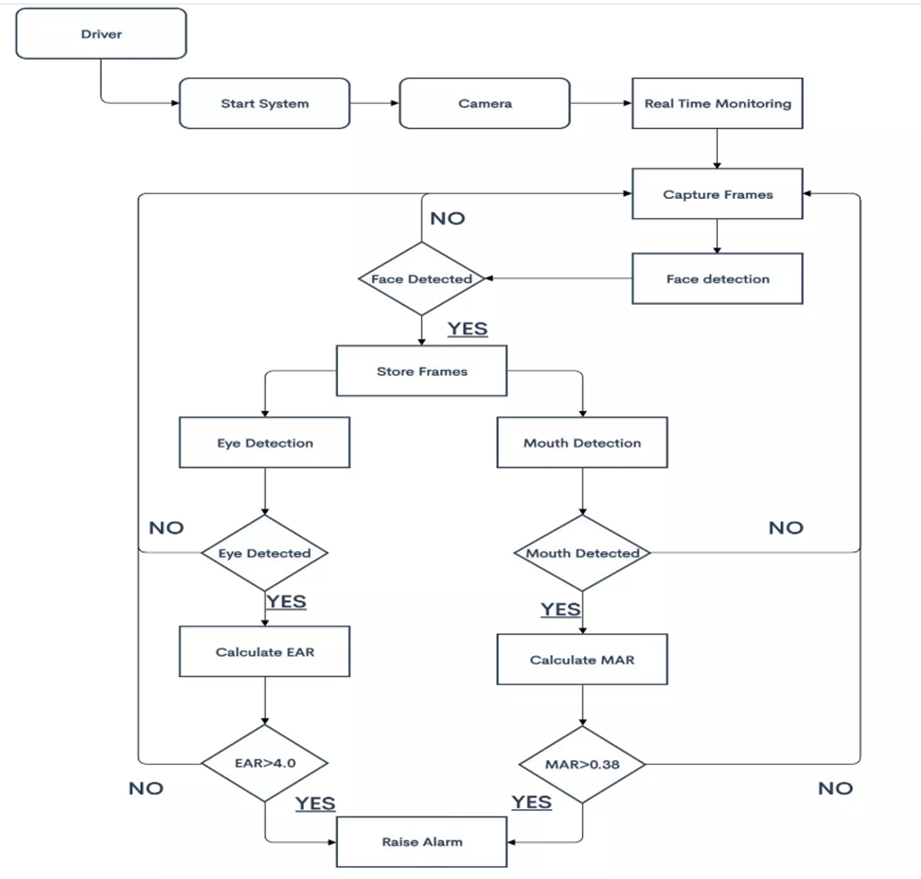 Driver
Start System
Camera
Real Time Monitoring
Capture Frames
NO
Face Detected
Face detection
YES
Store Frames
Eye Detection
Mouth Detection
NO
NO
Eye Detected
Mouth Detected
YES
YES
Calculate EAR
Calculate MAR
EAR>4.0
MAR>0.38
NO
NO
YES
YES
Raise Alarm